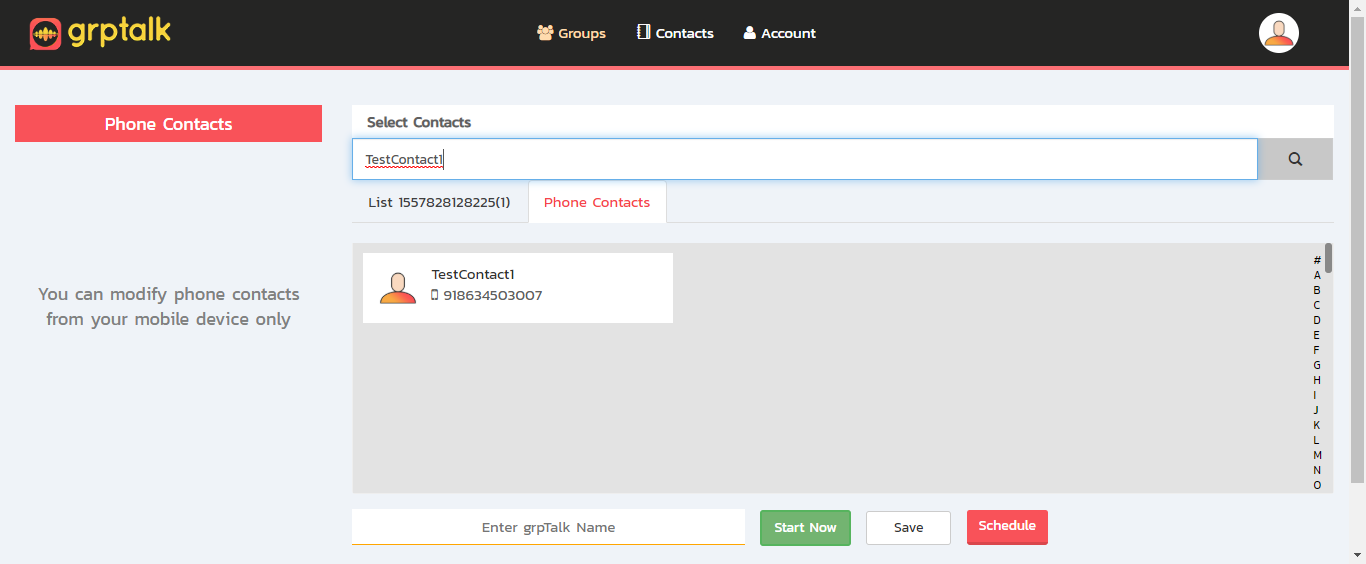 grptalk
Groups
Contacts
Account
Phone Contacts
You can modify phone contacts
from your mobile device only
Select Contacts
TestContact1
List 1557828128225(1)
Phone Contacts
TestContact1
918634503007
#
A
B
C
D
E
F
G
H
I
J
K
L
M
N
O
Enter grpTalk Name
Start Now
Save
Schedule